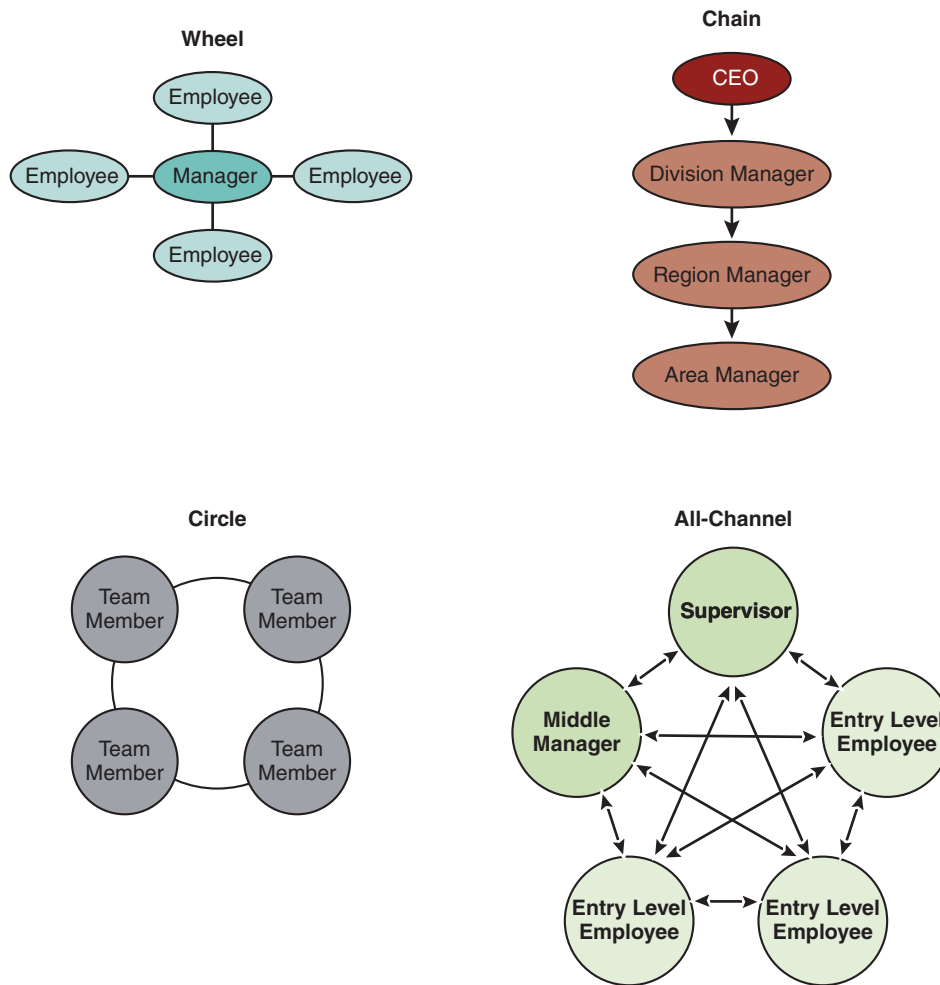 Wheel
Employee
Employee
Manager
Employee
Employee
Chain
CEO
Division Manager
Region Manager
Area Manager
Circle
Team
Member
Team
Member
Team
Member
Team
Member
All-Channel
Supervisor
Middle
Manager
Entry Level
Employee
Entry Level
Employee
Entry Level
Employee